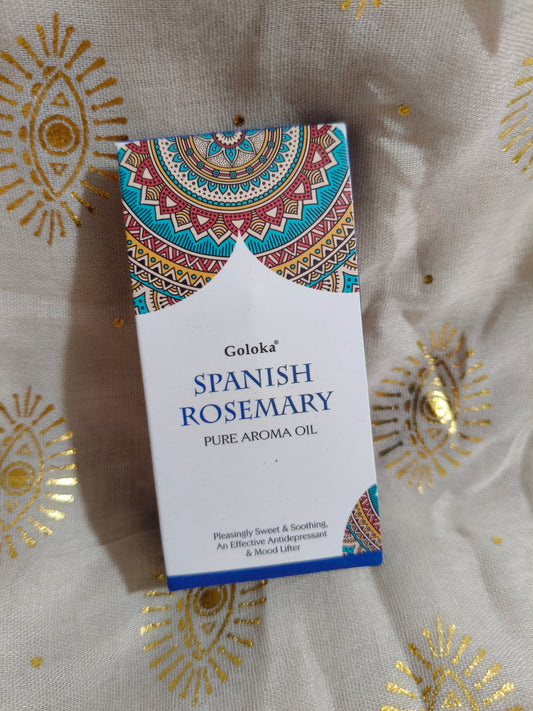 Goloka®
SPANISH
ROSEMARY
PURE AROMA OIL
Pleasingly Sweet & Soothing,
An Effective Antidepressant
& Mood Lifter